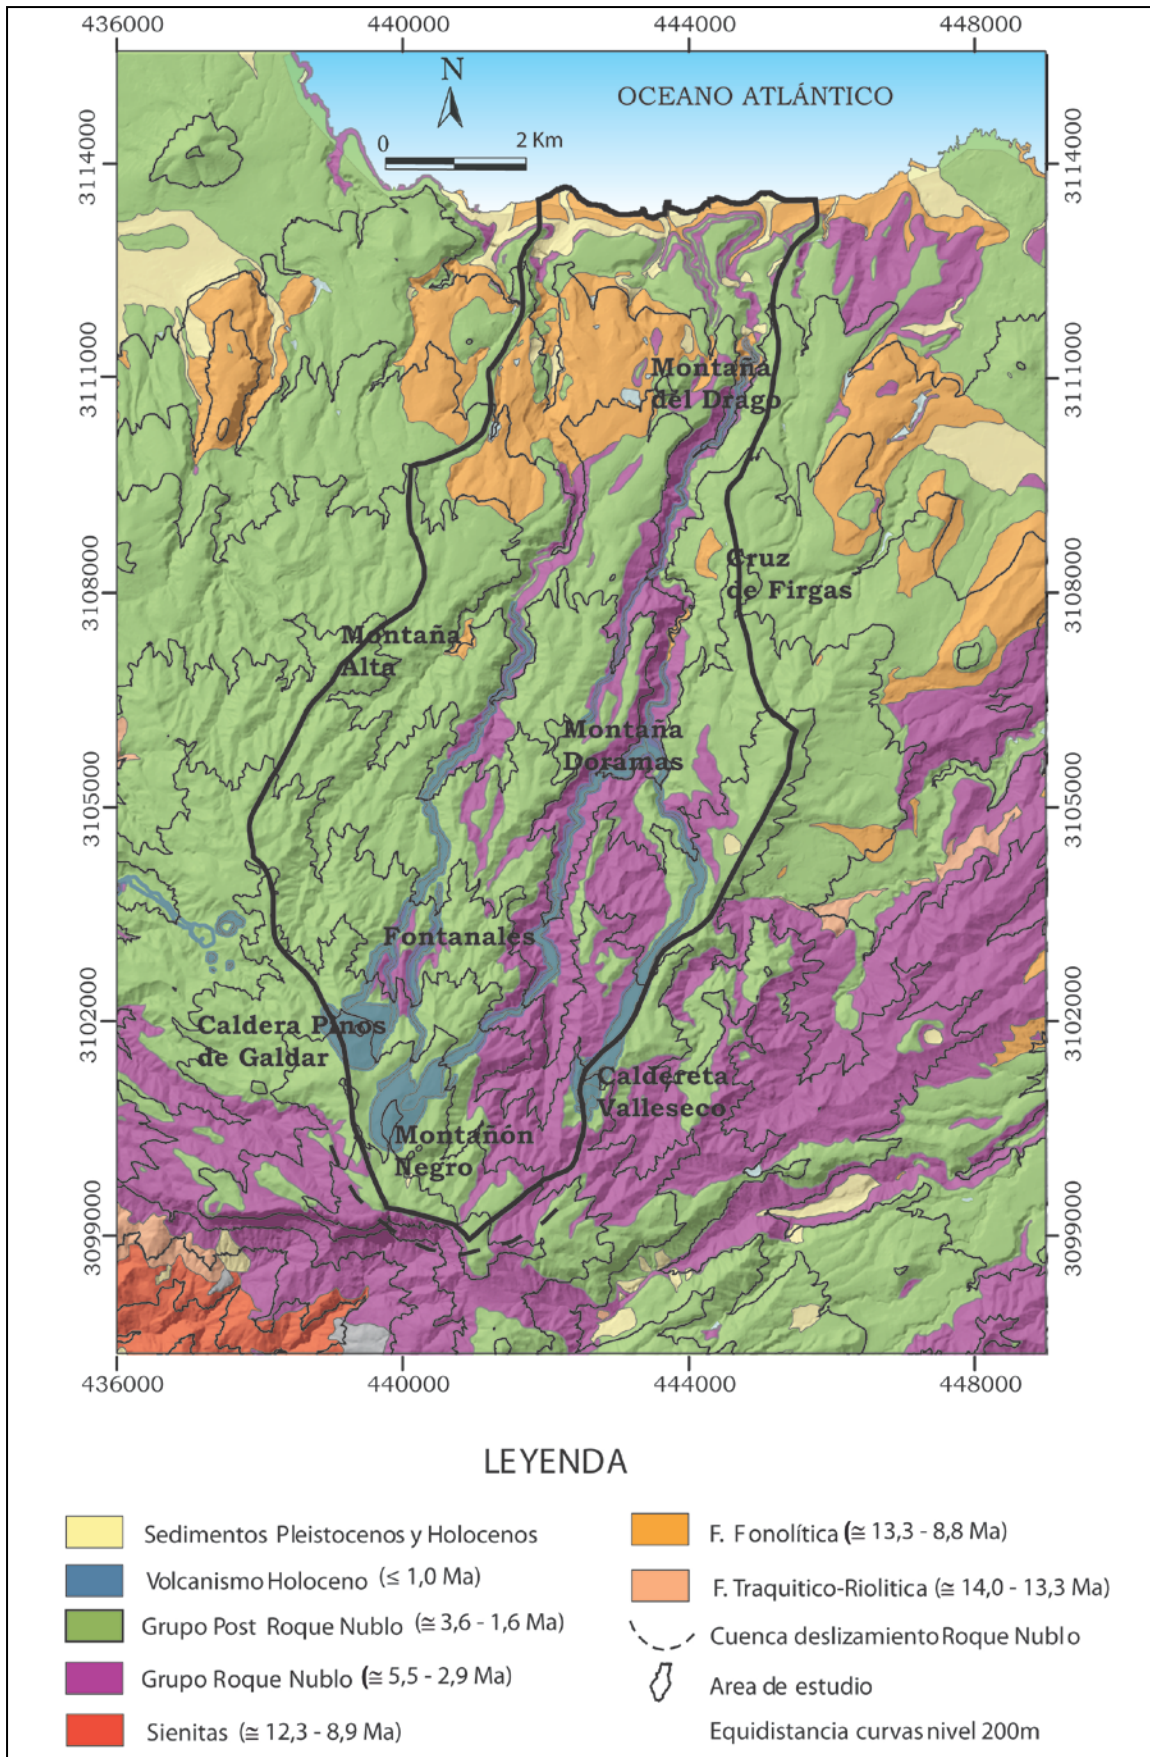 436000 440000 444000 448000
N
OCEANO ATLÁNTICO
0 2 Km
3114000 3114000
3111000 3111000
Montaña
del Drago
3108000 3108000
Cruz
de Firgas
Montaña
Alta
Montaña
Doramas
3105000 3105000
Fontanales
3102000 3102000
Caldera Pinos
de Galdar
Caldereta
Valleseco
Montañón
Negro
3099000 3099000
436000 440000 444000 448000
LEYENDA
Sedimentos Pleistocenos y Holocenos
Volcanismo Holoceno (≤ 1,0 Ma)
Grupo Post Roque Nublo (≅ 3,6 - 1,6 Ma)
Grupo Roque Nublo (≅ 5,5 - 2,9 Ma)
Sienitas (≅ 12,3 - 8,9 Ma)
F. Fonolítica (≅ 13,3 - 8,8 Ma)
F. Traquitico-Riolitica (≅ 14,0 - 13,3 Ma)
Cuenca deslizamiento Roque Nublo
Area de estudio
Equidistancia curvas nivel 200m